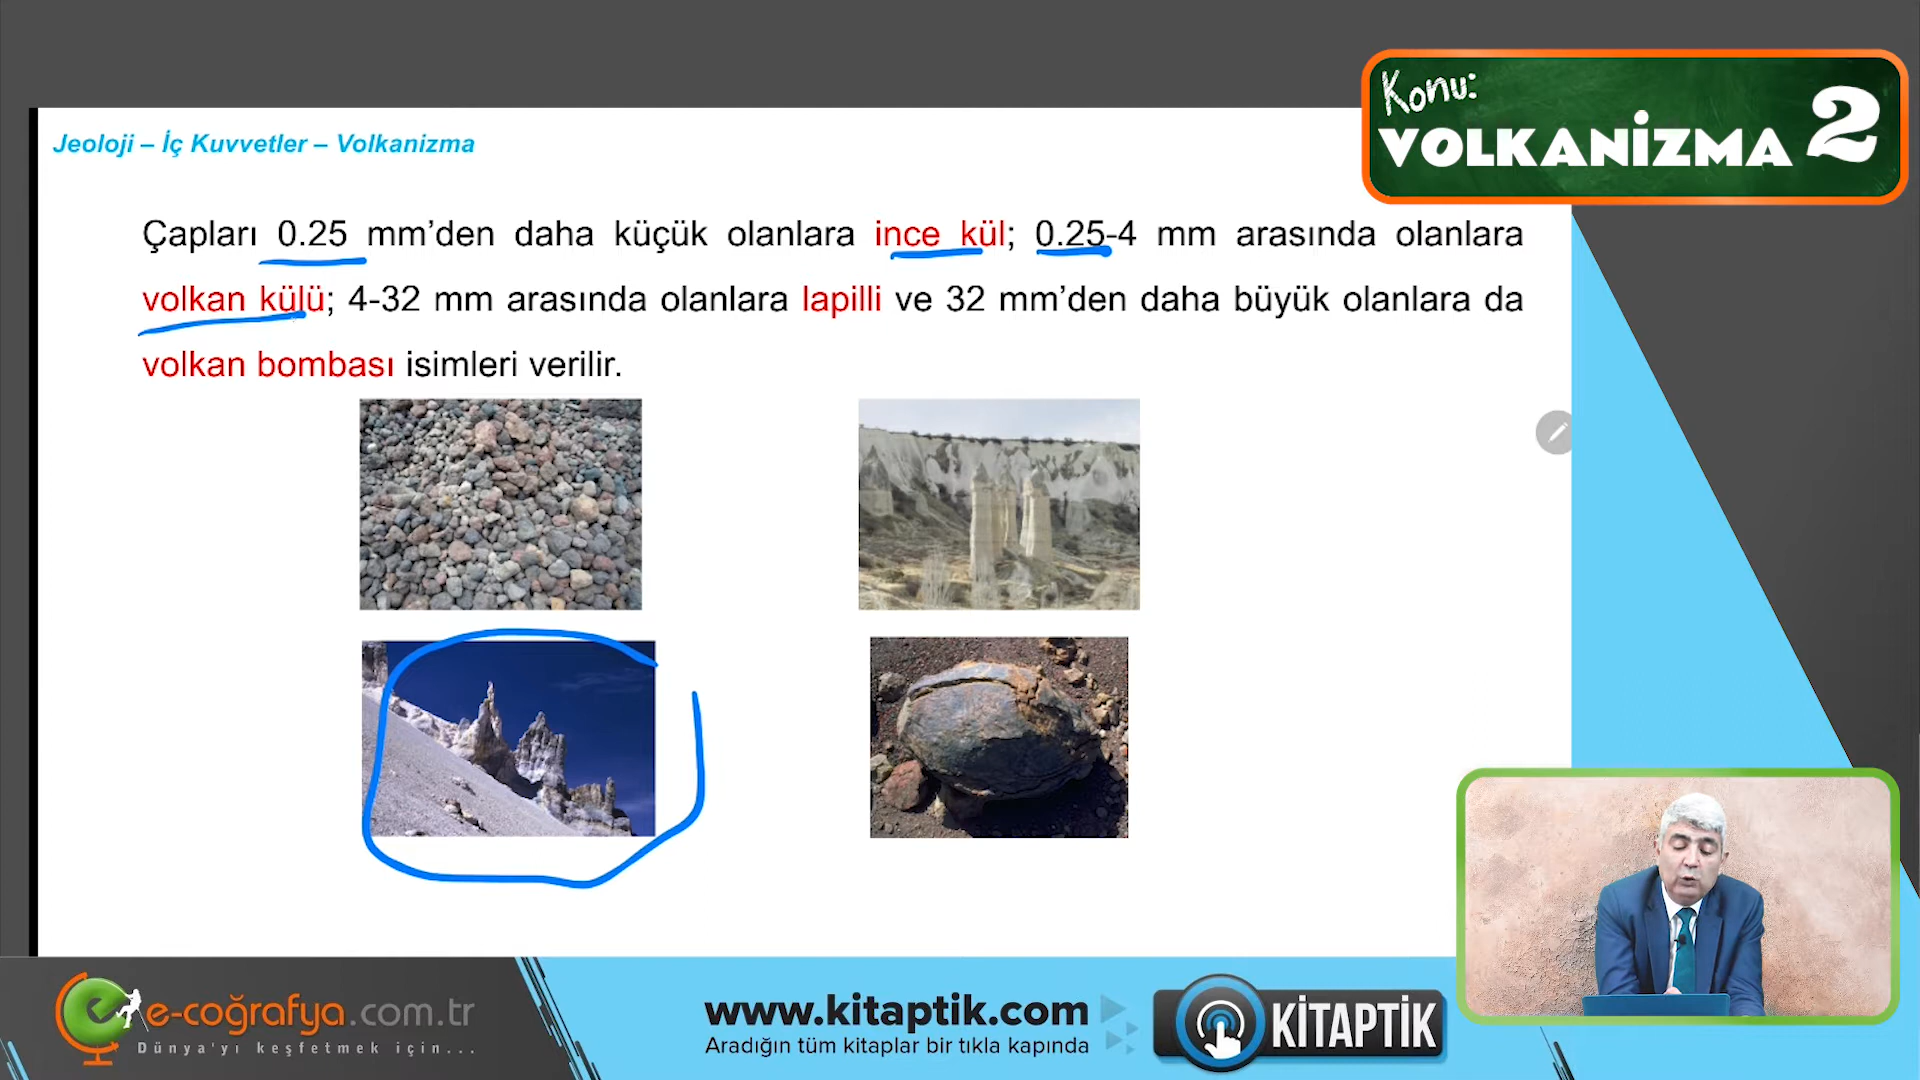 Konu:
VOLKANİZMA 2
Jeoloji – İç Kuvvetler – Volkanizma
Çapları 0.25 mm’den daha küçük olanlara ince kül; 0.25-4 mm arasında olanlara
volkan külü; 4-32 mm arasında olanlara lapilli ve 32 mm’den daha büyük olanlara da
volkan bombası isimleri verilir.
e-coğrafya.com.tr
Dünya'yı keşfetmek için...
www.kitaptik.com
Aradığın tüm kitaplar bir tıkla kapında
KİTAPTİK